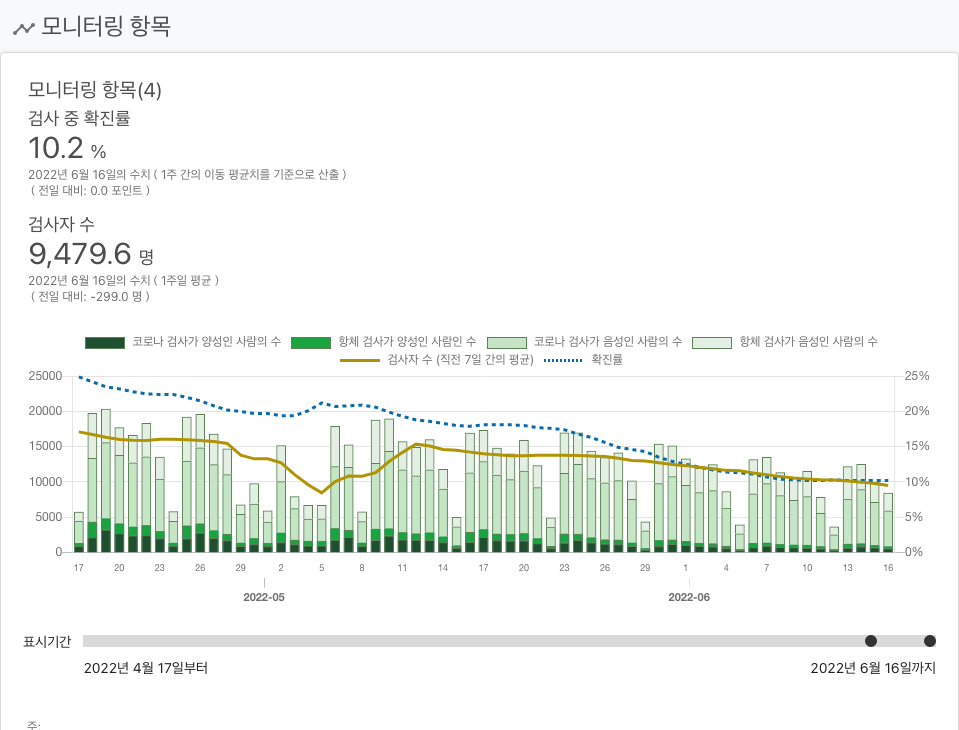 모니터링 항목
모니터링 항목(4)
검사 중 확진률
10.2 %
2022년 6월 16일의 수치 ( 1주 간의 이동 평균치를 기준으로 산출 )
( 전일 대비: 0.0 포인트 )
검사자 수
9,479.6 명
2022년 6월 16일의 수치 ( 1주일 평균 )
( 전일 대비: -299.0 명 )
코로나 검사가 양성인 사람의 수 항체 검사가 양성인 사람인 수 코로나 검사가 음성인 사람의 수 항체 검사가 음성인 사람의 수
검사자 수 (직전 7일 간의 평균) 확진률
25000 25%
20000 20%
15000 15%
10000 10%
5000 5%
0 0%
17 20 23 26 29 2 5 8 11 14 17 20 23 26 29 1 4 7 10 13 16
2022-05 2022-06
표시기간
2022년 4월 17일부터 2022년 6월 16일까지
주: